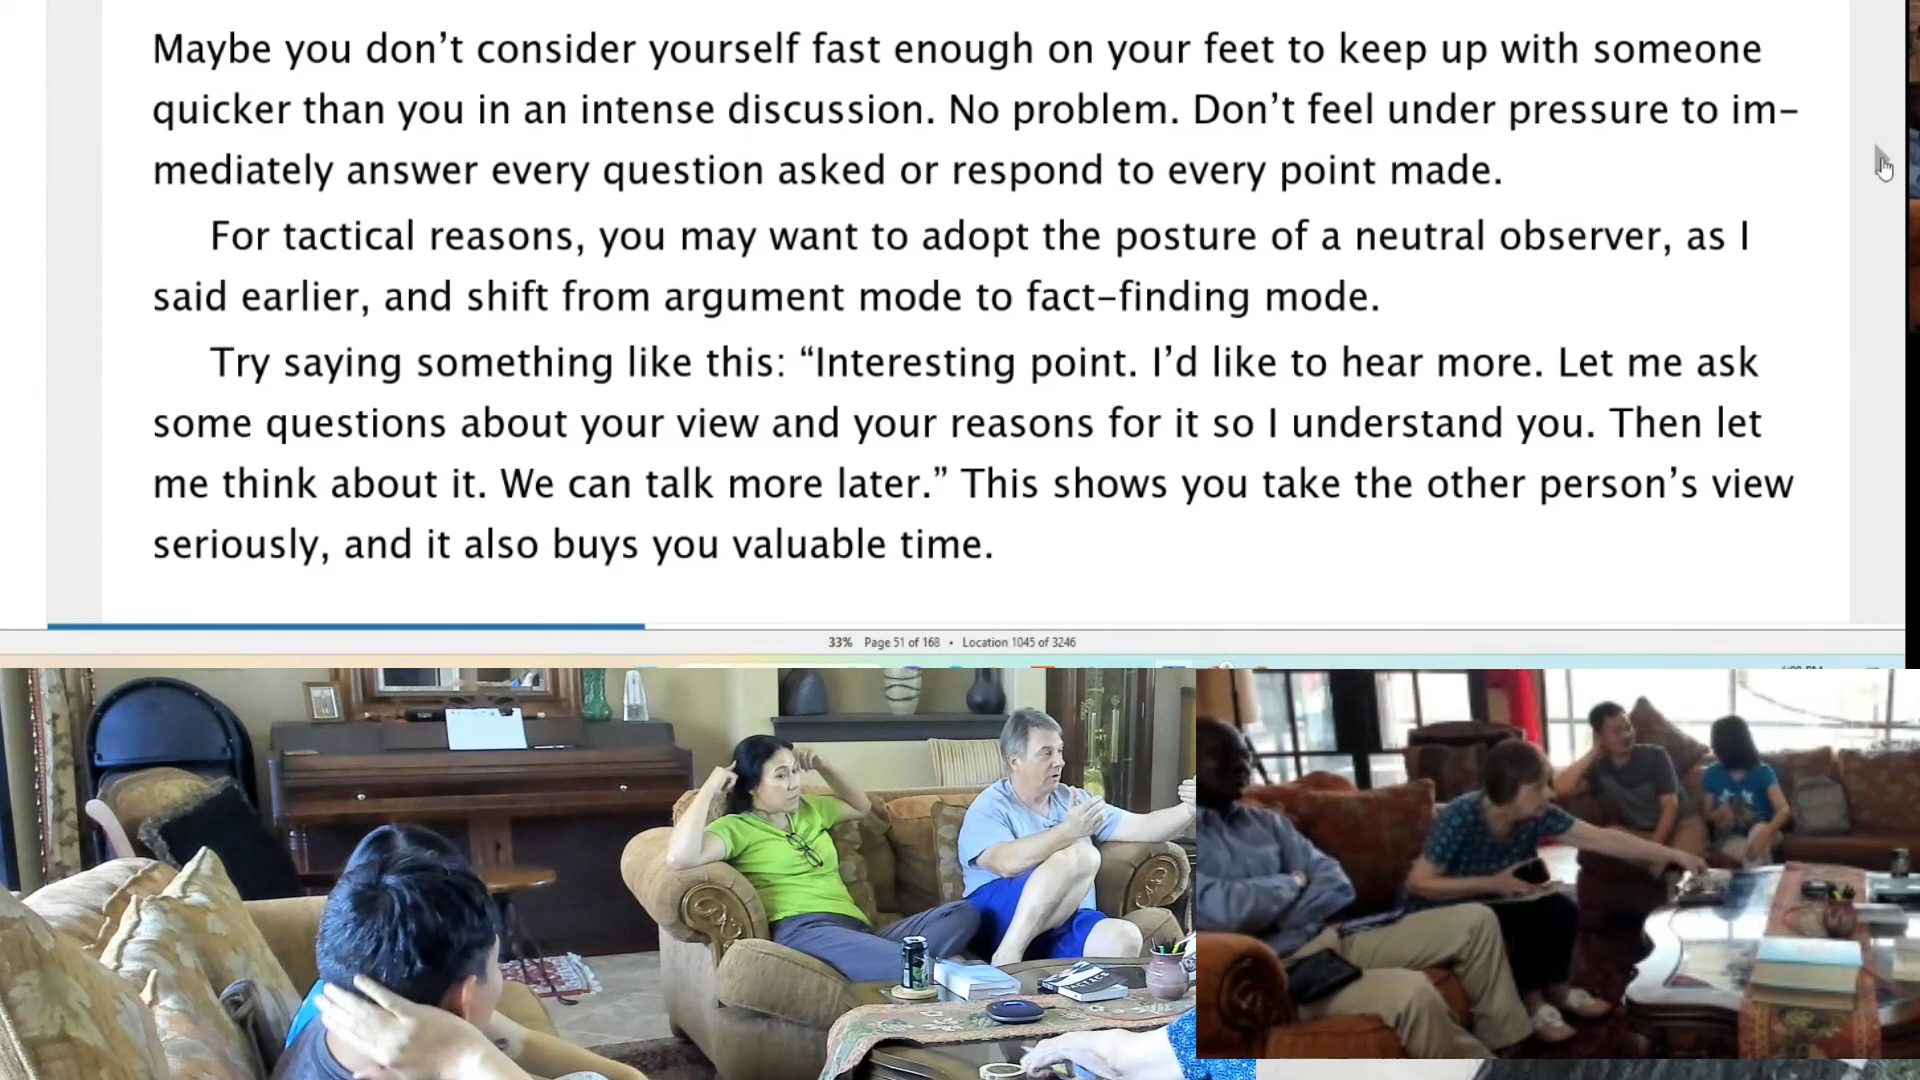 Maybe you don’t consider yourself fast enough on your feet to keep up with someone
quicker than you in an intense discussion. No problem. Don’t feel under pressure to im-
mediately answer every question asked or respond to every point made.
For tactical reasons, you may want to adopt the posture of a neutral observer, as I
said earlier, and shift from argument mode to fact-finding mode.
Try saying something like this: “Interesting point. I’d like to hear more. Let me ask
some questions about your view and your reasons for it so I understand you. Then let
me think about it. We can talk more later.” This shows you take the other person’s view
seriously, and it also buys you valuable time.
33% Page 51 of 168 • Location 1045 of 3246